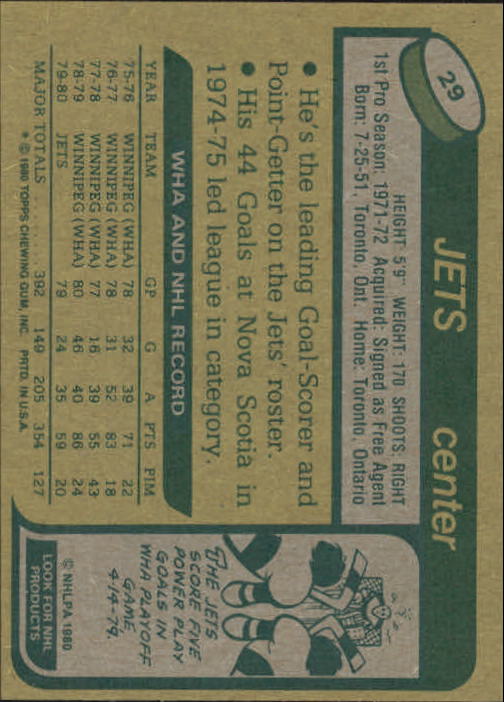 29
JETS center
HEIGHT 5'9" WEIGHT: 170 SHOOTS: RIGHT
1st Pro Season: 1971-72 Acquired: Signed as Free Agent
Born: 7-25-51, Toronto, Ont. Home: Toronto, Ontario
• He's the leading Goal-Scorer and
Point-Getter on the Jets' roster.
• His 44 Goals at Nova Scotia in
1974-75 led league in category.
WHA AND NHL RECORD
YEAR TEAM GP G A PTS PIM
75-76 WINNIPEG (WHA) 78 32 39 71 22
76-77 WINNIPEG (WHA) 78 31 52 83 18
77-78 WINNIPEG (WHA) 77 16 39 55 43
78-79 WINNIPEG (WHA) 80 46 40 86 24
79-80 JETS 79 24 35 59 20
MAJOR TOTALS ........... 392 149 205 354 127
* © 1980 TOPPS CHEWING GUM, INC. PRTD. IN U.S.A.
THE JETS
SCORE FIVE
POWER PLAY
GOALS IN
WHA PLAYOFF
GAME
4-14-79.
© NHLPA 1980
LOOK FOR NHL
PRODUCTS